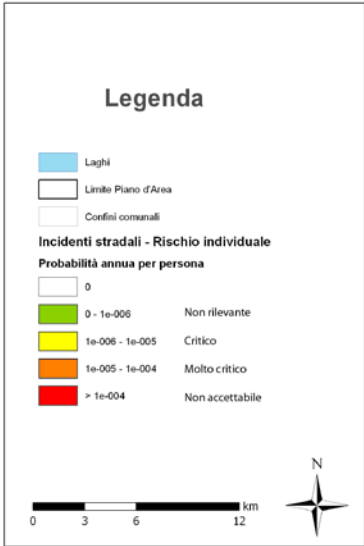 Legenda
Laghi
Limite Piano d'Area
Confini comunali
Incidenti stradali - Rischio individuale
Probabilità annua per persona
0
0 - 1e-006 Non rilevante
1e-006 - 1e-005 Critico
1e-005 - 1e-004 Molto critico
> 1e-004 Non accettabile
N
km
0 3 6 12